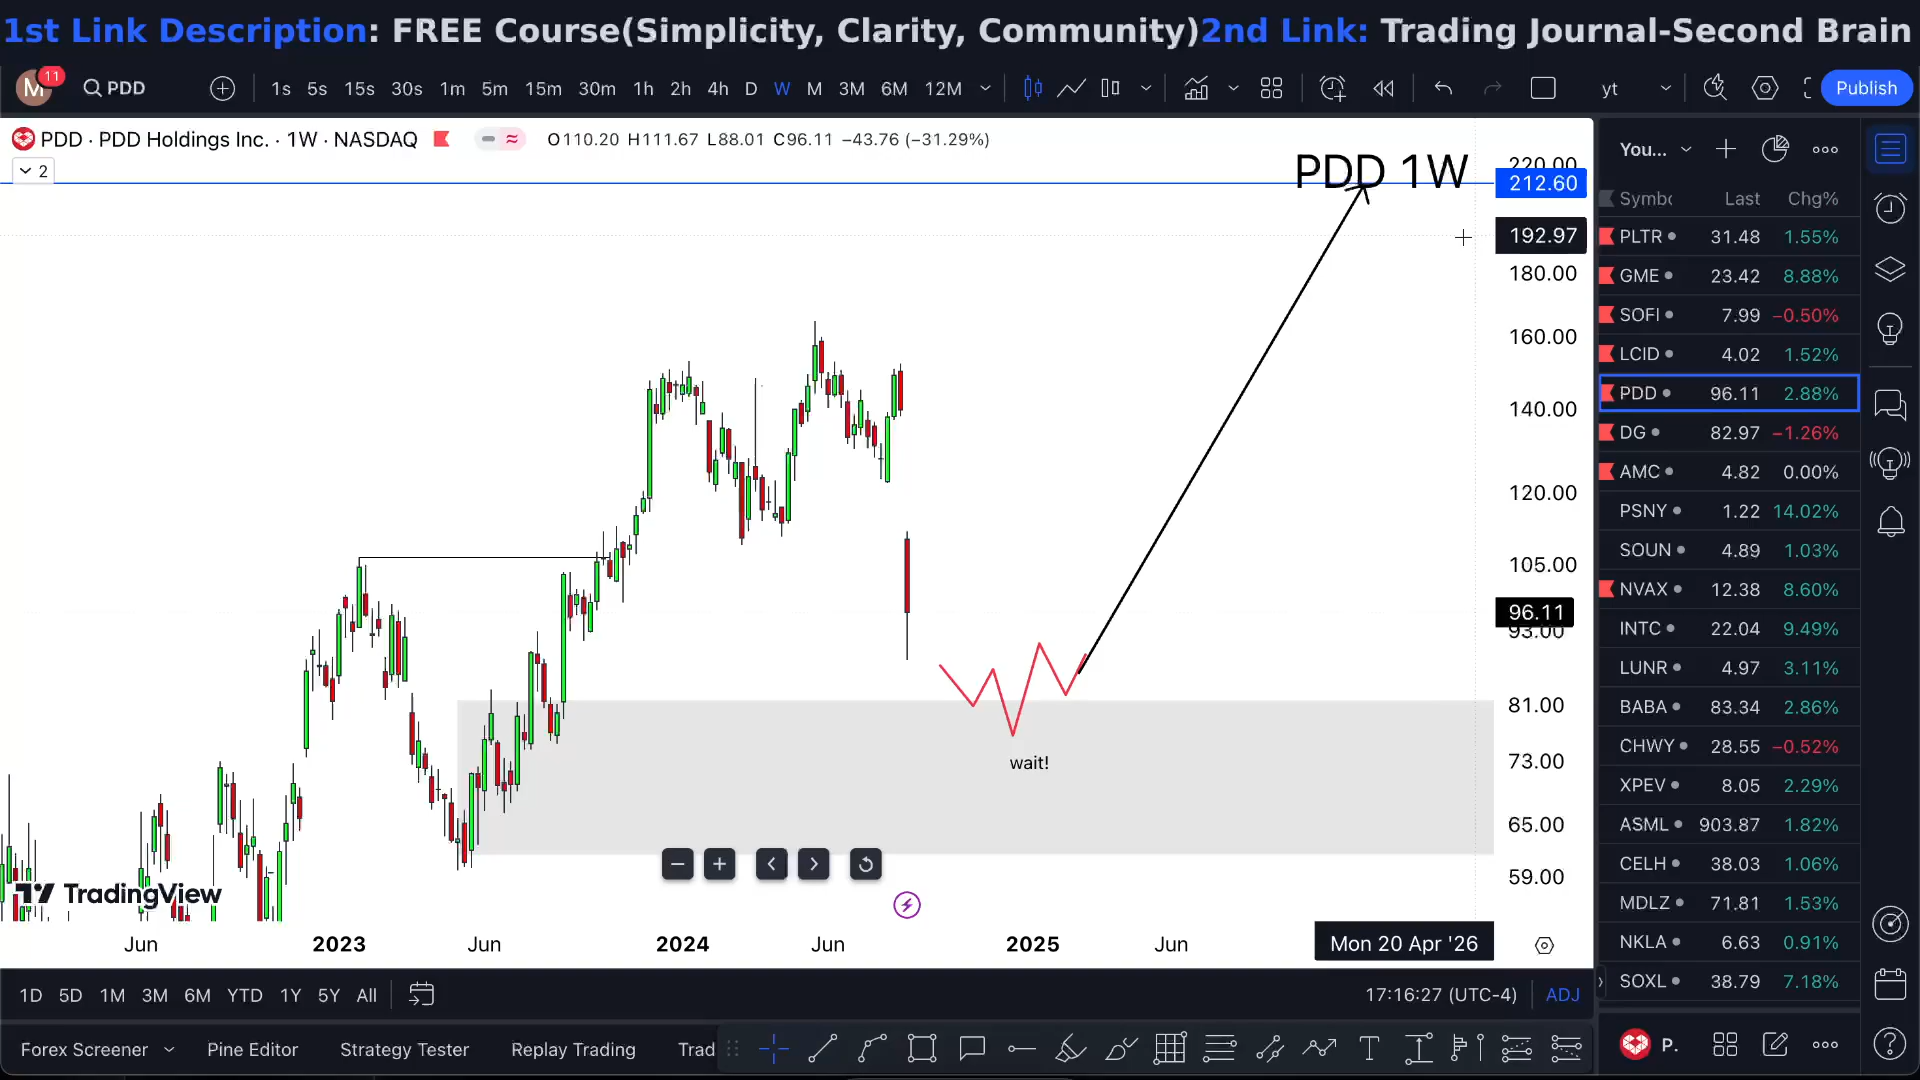 1st Link Description: FREE Course(Simplicity, Clarity, Community)2nd Link: Trading Journal-Second Brain
M 11 PDD 1s 5s 15s 30s 1m 5m 15m 30m 1h 2h 4h D W M 3M 6M 12M yt Publish
PDD · PDD Holdings Inc. · 1W · NASDAQ O110.20 H111.67 L88.01 C96.11 −43.76 (−31.29%)
2
PDD 1W
220.00
212.60
192.97
180.00
160.00
140.00
120.00
105.00
96.11
93.00
81.00
73.00
65.00
59.00
wait!
TradingView
Jun 2023 Jun 2024 Jun 2025 Jun Mon 20 Apr '26
You...
Symbo Last Chg%
PLTR 31.48 1.55%
GME 23.42 8.88%
SOFI 7.99 −0.50%
LCID 4.02 1.52%
PDD 96.11 2.88%
DG 82.97 −1.26%
AMC 4.82 0.00%
PSNY 1.22 14.02%
SOUN 4.89 1.03%
NVAX 12.38 8.60%
INTC 22.04 9.49%
LUNR 4.97 3.11%
BABA 83.34 2.86%
CHWY 28.55 −0.52%
XPEV 8.05 2.29%
ASML 903.87 1.82%
CELH 38.03 1.06%
MDLZ 71.81 1.53%
NKLA 6.63 0.91%
SOXL 38.79 7.18%
P.
1D 5D 1M 3M 6M YTD 1Y 5Y All 17:16:27 (UTC-4) ADJ
Forex Screener Pine Editor Strategy Tester Replay Trading Trad